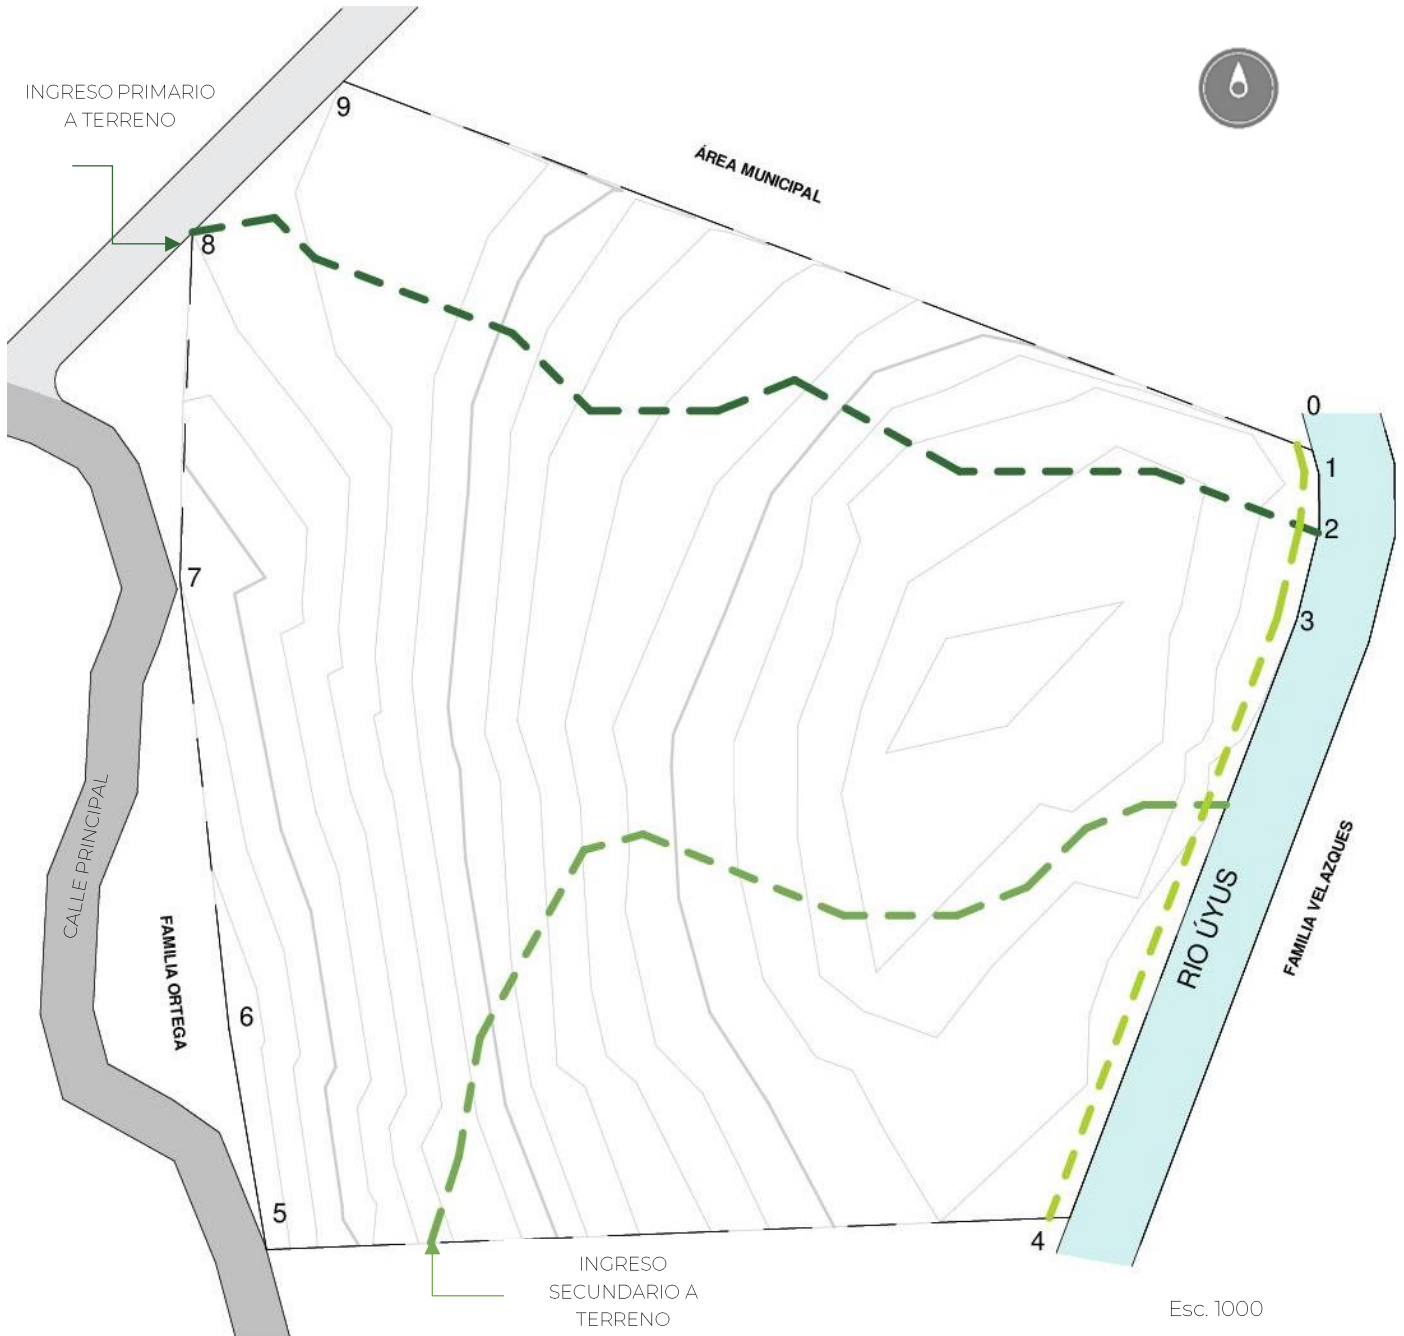 INGRESO PRIMARIO
A TERRENO
9
ÁREA MUNICIPAL
8
0
1
2
7
3
CALLE PRINCIPAL
FAMILIA ORTEGA
FAMILIA VELAZQUES
RIO ÚYUS
6
5
4
INGRESO
SECUNDARIO A
TERRENO
Esc. 1000